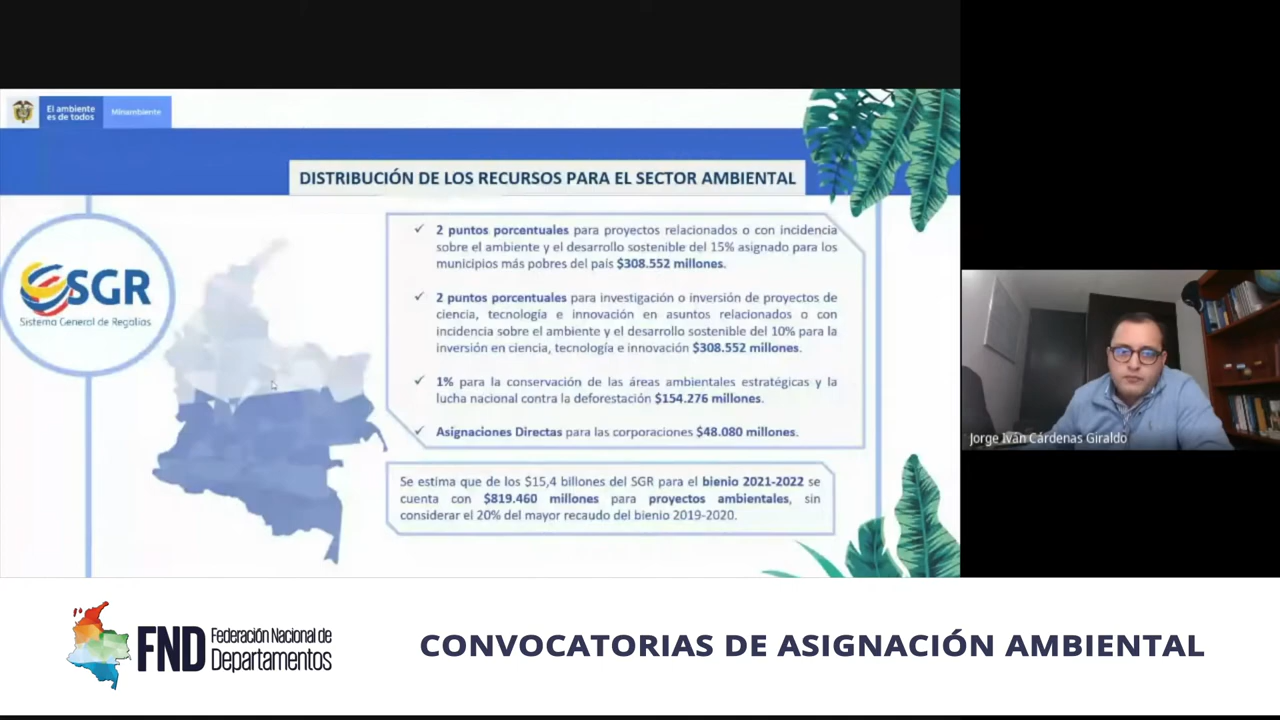 El ambiente
es de todos
Minambiente
DISTRIBUCIÓN DE LOS RECURSOS PARA EL SECTOR AMBIENTAL
SGR
Sistema General de Regalías
✓ 2 puntos porcentuales para proyectos relacionados o con incidencia
sobre el ambiente y el desarrollo sostenible del 15% asignado para los
municipios más pobres del país $308.552 millones.
✓ 2 puntos porcentuales para investigación o inversión de proyectos de
ciencia, tecnología e innovación en asuntos relacionados o con
incidencia sobre el ambiente y el desarrollo sostenible del 10% para la
inversión en ciencia, tecnología e innovación $308.552 millones.
✓ 1% para la conservación de las áreas ambientales estratégicas y la
lucha nacional contra la deforestación $154.276 millones.
✓ Asignaciones Directas para las corporaciones $48.080 millones.
Se estima que de los $15,4 billones del SGR para el bienio 2021-2022 se
cuenta con $819.460 millones para proyectos ambientales, sin
considerar el 20% del mayor recaudo del bienio 2019-2020.
Jorge Iván Cárdenas Giraldo
FND Federación Nacional de
Departamentos
CONVOCATORIAS DE ASIGNACIÓN AMBIENTAL